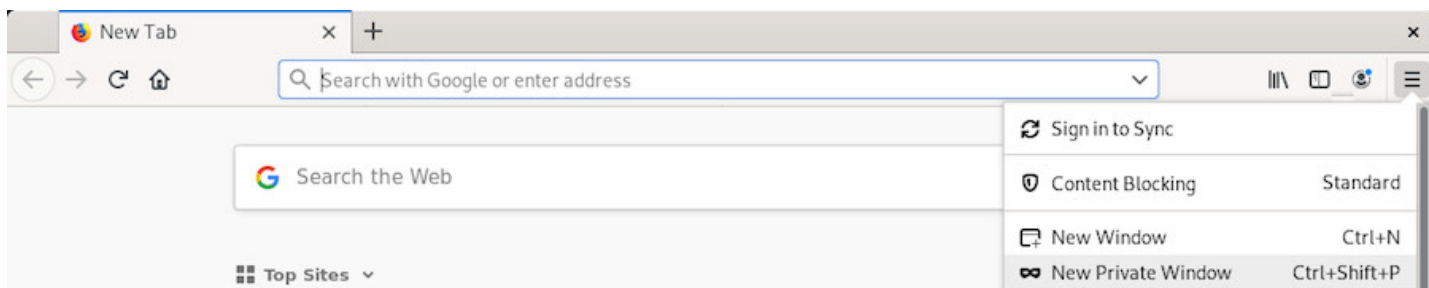 New Tab
Search with Google or enter address
Sign in to Sync
Search the Web
Content Blocking Standard
New Window Ctrl+N
Top Sites
New Private Window Ctrl+Shift+P